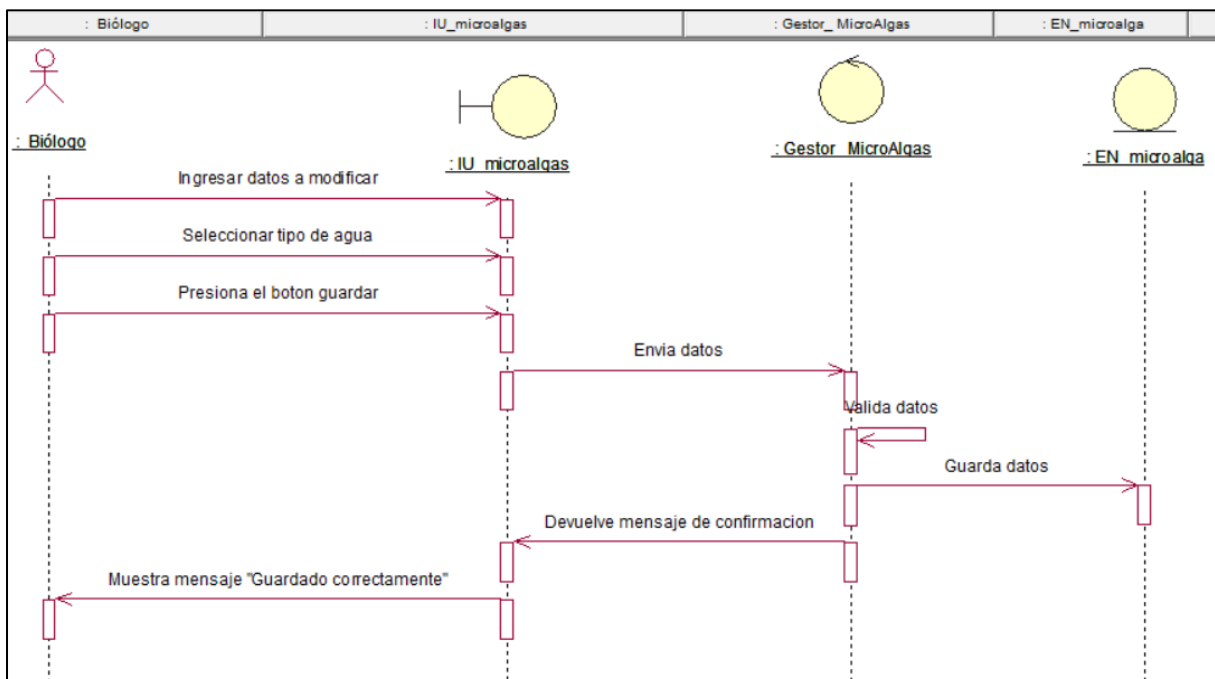 : Biólogo
: IU_microalgas
: Gestor_ MicroAlgas
: EN_microalga
: Biólogo
: IU_microalgas
: Gestor_MicroAlgas
: EN_microalga
Ingresar datos a modificar
Seleccionar tipo de agua
Presiona el boton guardar
Envia datos
Valida datos
Guarda datos
Devuelve mensaje de confirmacion
Muestra mensaje "Guardado correctamente"